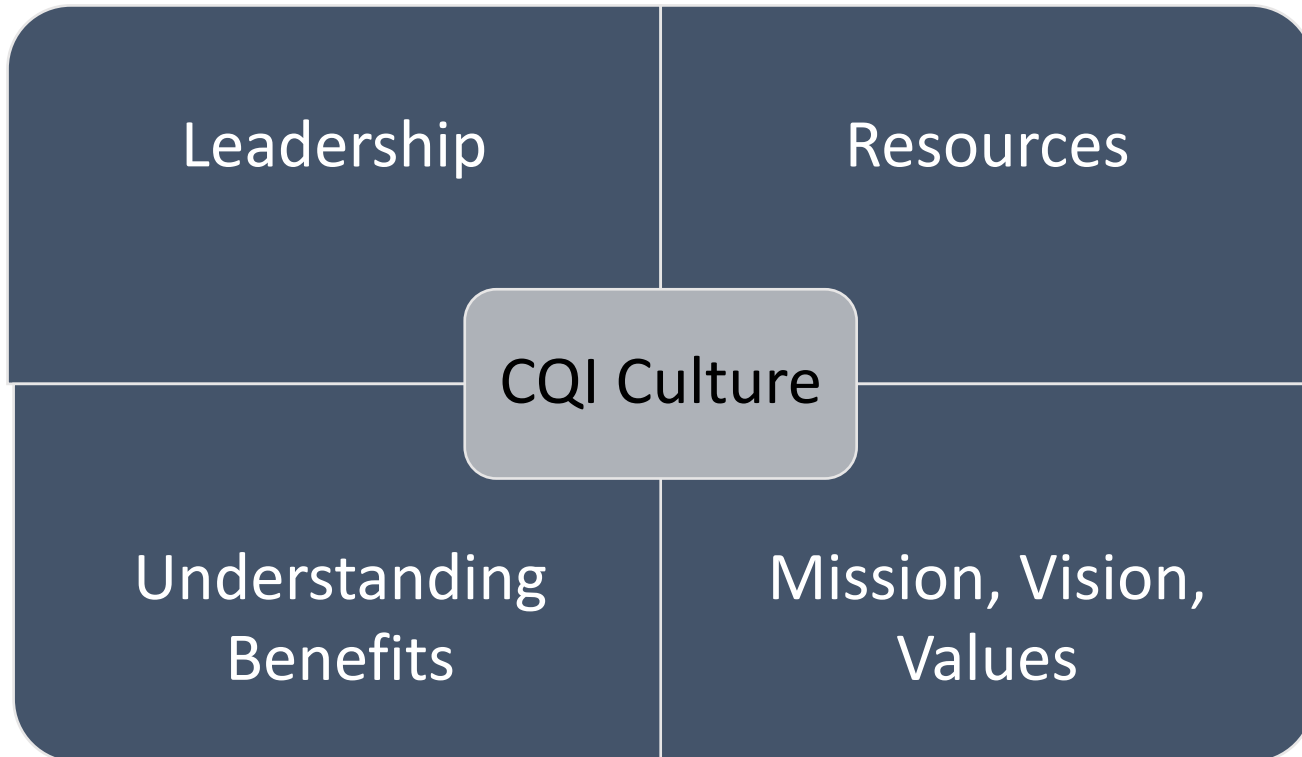 Leadership
Resources
CQI Culture
Understanding
Benefits
Mission, Vision,
Values